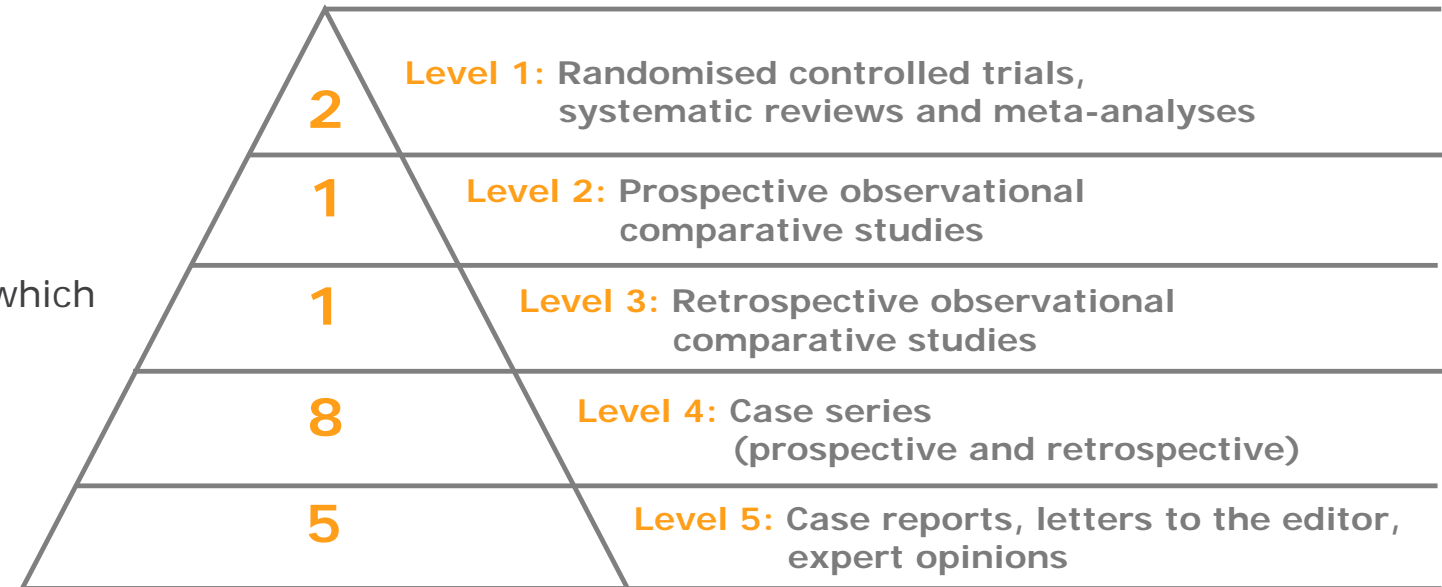 2
Level 1: Randomised controlled trials,
systematic reviews and meta-analyses
1
Level 2: Prospective observational
comparative studies
which
1
Level 3: Retrospective observational
comparative studies
8
Level 4: Case series
(prospective and retrospective)
5
Level 5: Case reports, letters to the editor,
expert opinions